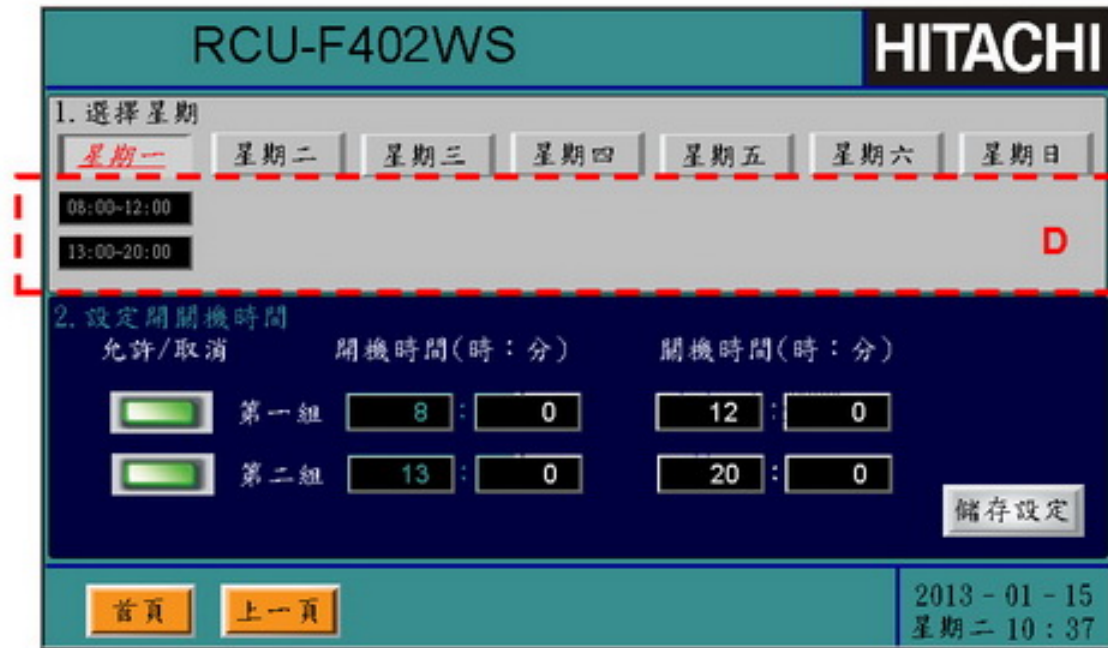 RCU-F402WS HITACHI
1. 選擇星期
星期一 星期二 星期三 星期四 星期五 星期六 星期日
08:00~12:00
13:00~20:00
D
2. 設定開關機時間
允許/取消 開機時間(時:分) 關機時間(時:分)
第一組 8 : 0 12 : 0
第二組 13 : 0 20 : 0
儲存設定
首頁 上一頁
2013 - 01 - 15
星期二 10 : 37